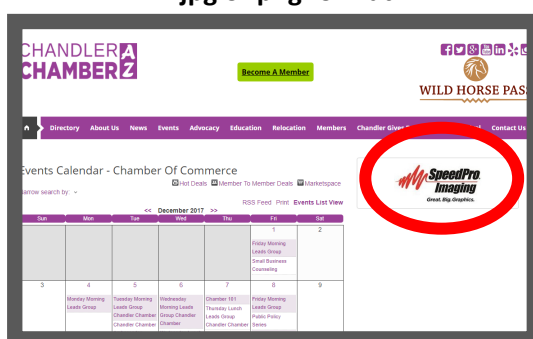 CHANDLER AZ
CHAMBER
Become A Member
WILD HORSE PAS
Directory About Us News Events Advocacy Education Relocation Members Chandler Contact Us
Events Calendar - Chamber Of Commerce
Hot Deals Member To Member Deals Marketspace
arrow search by:
RSS Feed Print Events List View
<< December 2017 >>
Sun Mon Tue Wed Thu Fri Sat
1 2
Friday Morning
Leads Group
Small Business
Counseling
3 4 5 6 7 8 9
Monday Morning Tuesday Morning Wednesday Chamber 101 Friday Morning
Leads Group Leads Group Morning Leads Thursday Lunch Leads Group
Chandler Chamber Group Chandler Leads Group Public Policy
Chandler Chamber Chamber Chandler Chamber Series
SpeedPro
Imaging
Great. Big. Graphics.